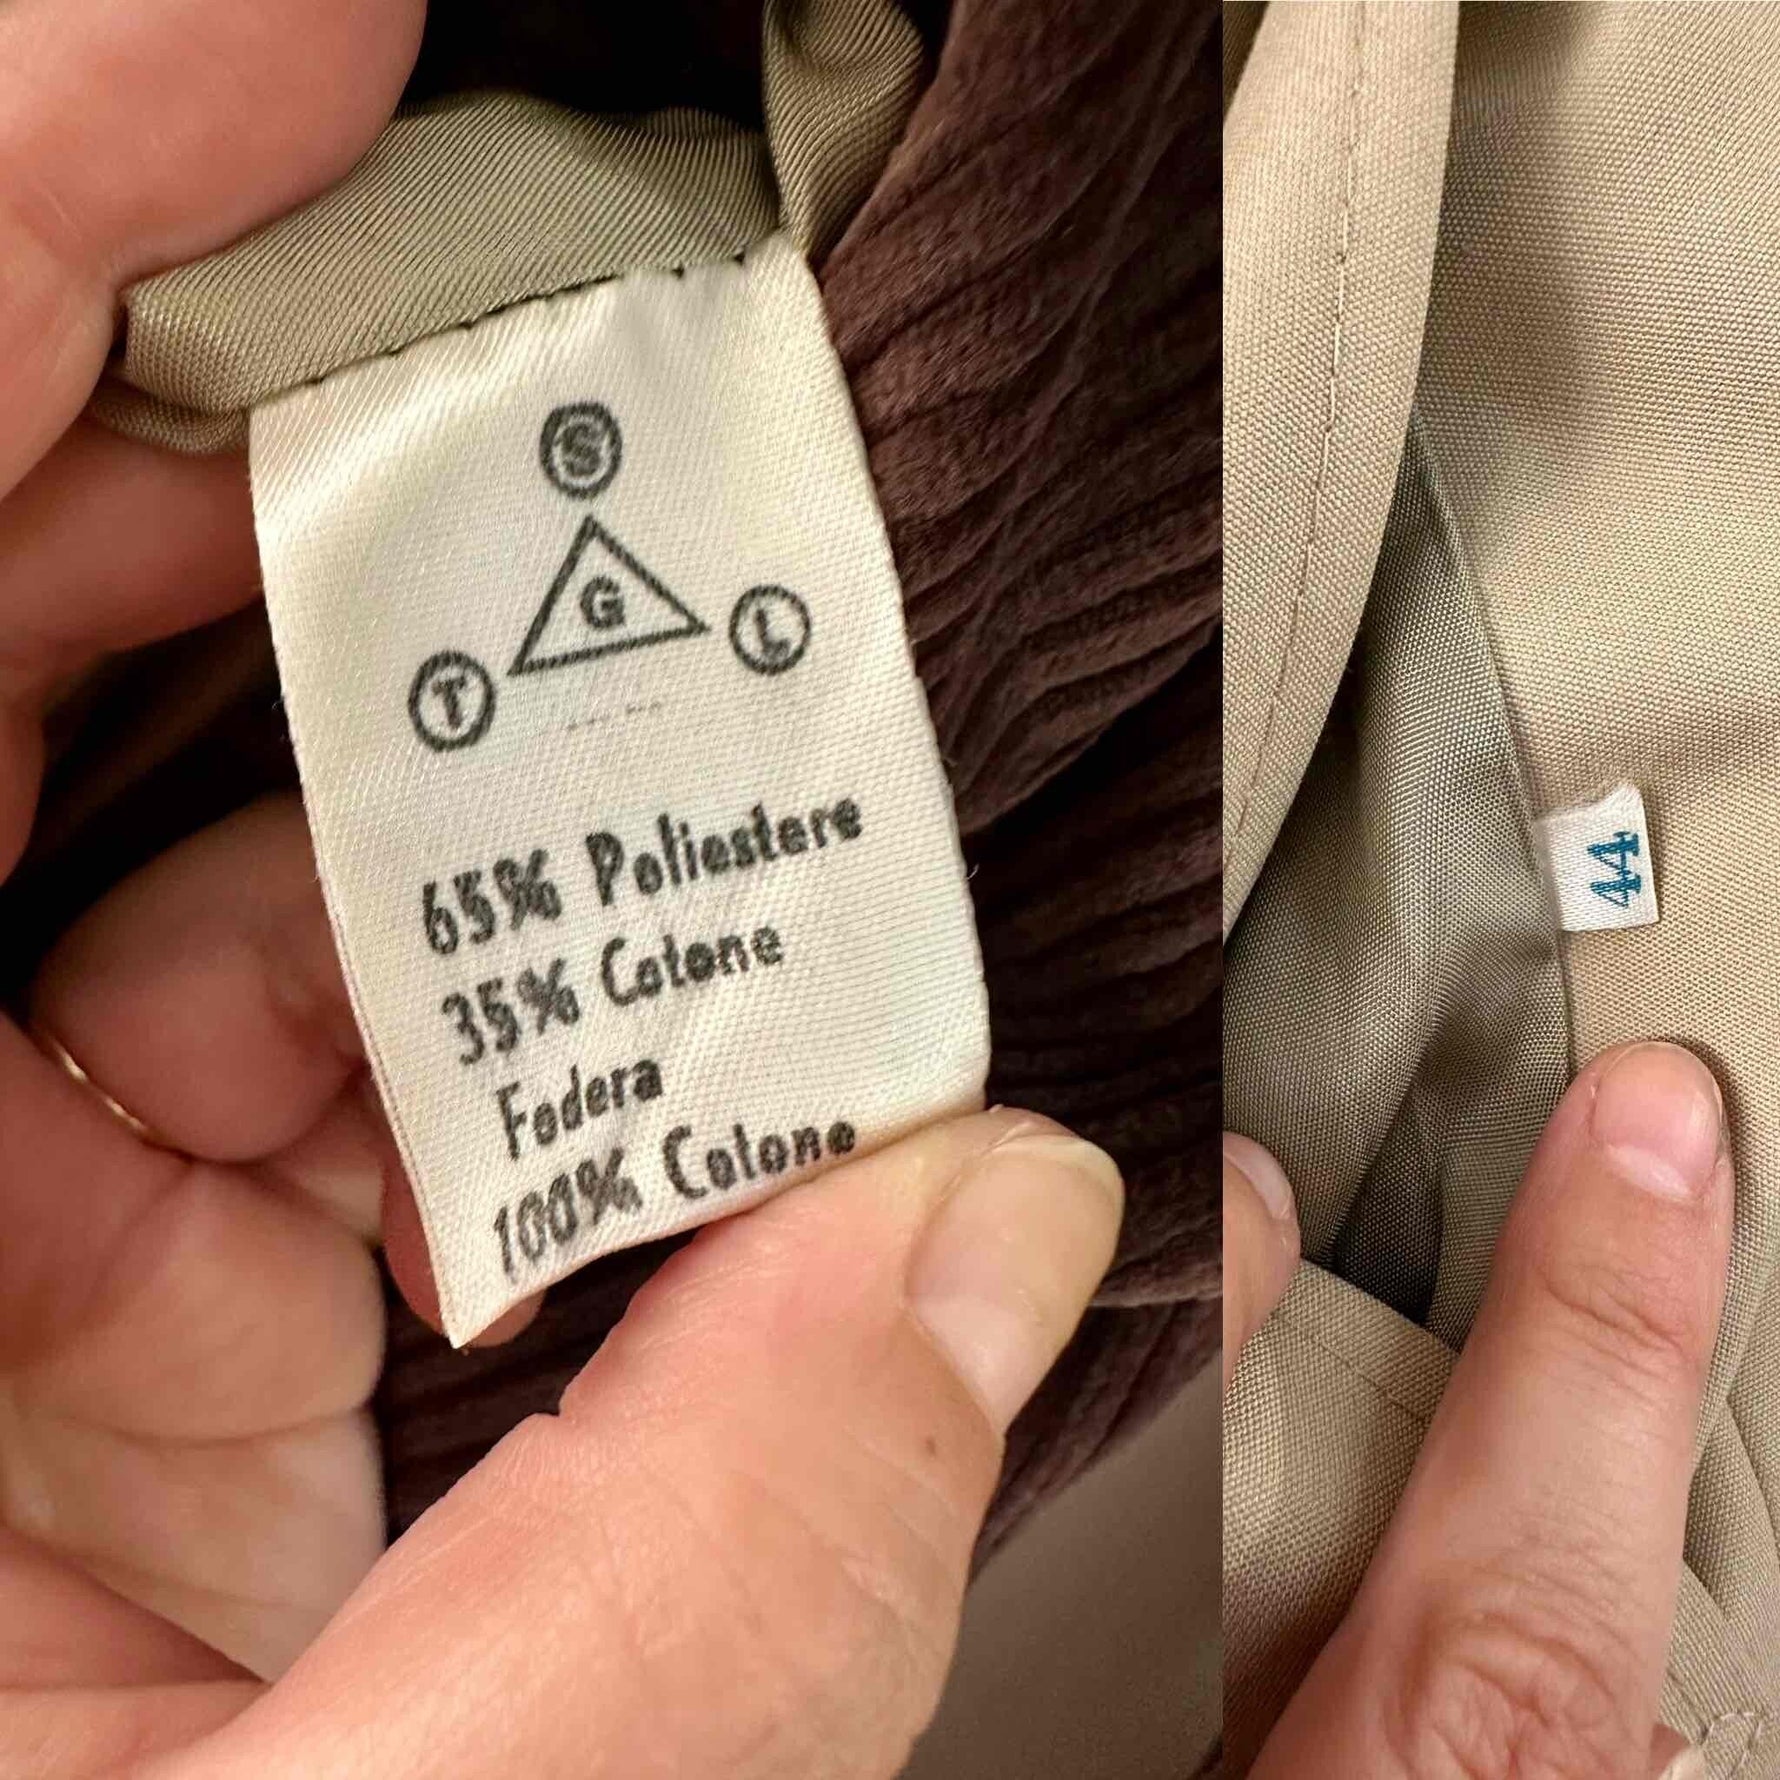 S
G
T
L
65% Poliestere
35% Cotone
Fodera
100% Cotone
44